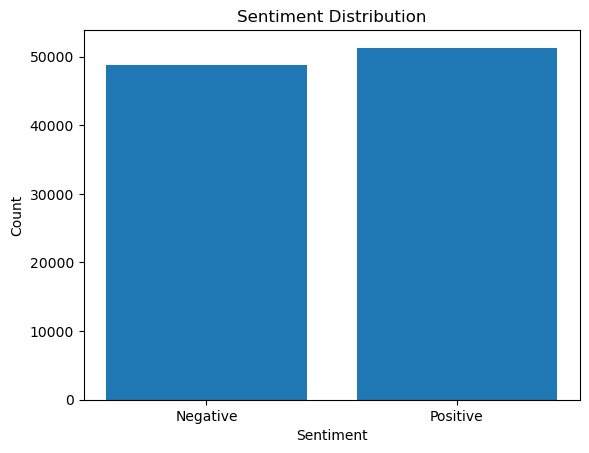 Sentiment Distribution
50000
40000
30000
20000
10000
0
Count
Negative
Positive
Sentiment